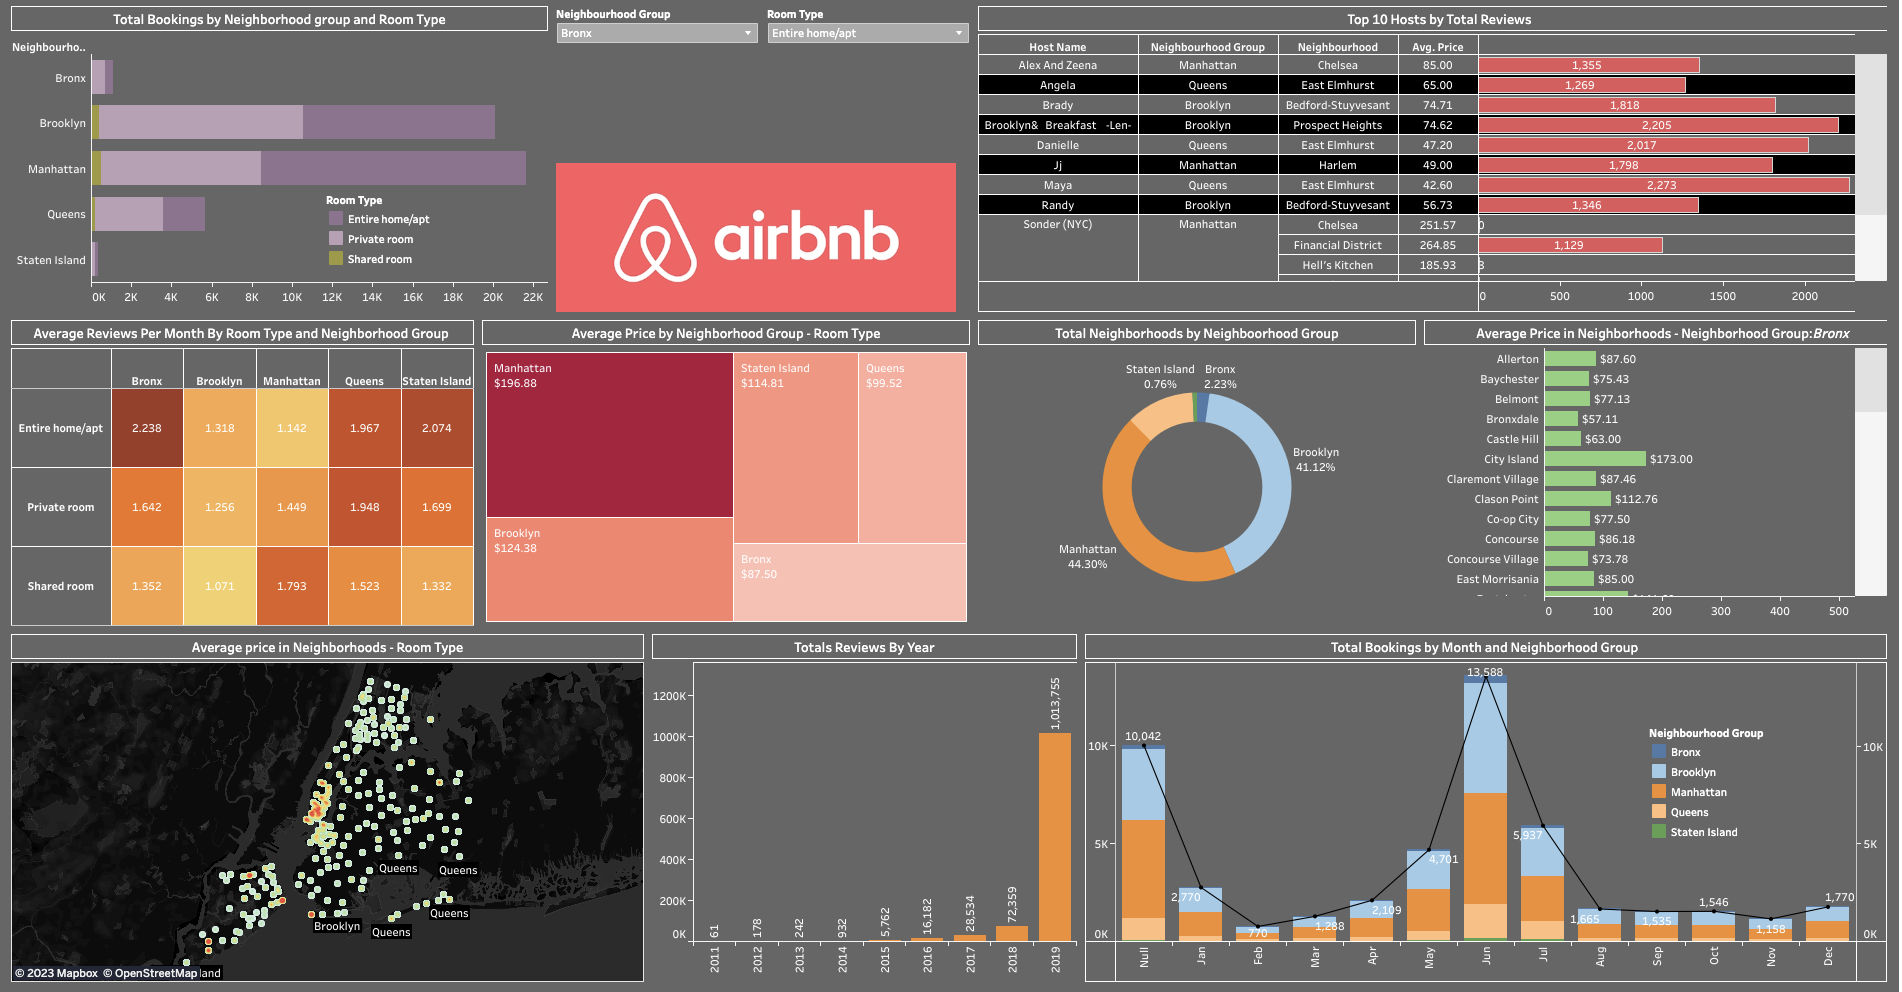 Total Bookings by Neighborhood group and Room Type
Neighbourho..
Bronx
Brooklyn
Manhattan
Queens
Staten Island
0K 2K 4K 6K 8K 10K 12K 14K 16K 18K 20K 22K
Room Type
Entire home/apt
Private room
Shared room
Neighbourhood Group
Bronx
Room Type
Entire home/apt
airbnb
Top 10 Hosts by Total Reviews
Host Name Neighbourhood Group Neighbourhood Avg. Price
Alex And Zeena Manhattan Chelsea 85.00 1,355
Angela Queens East Elmhurst 65.00 1,269
Brady Brooklyn Bedford-Stuyvesant 74.71 1,818
Brooklyn& Breakfast -Len- Brooklyn Prospect Heights 74.62 2,205
Danielle Queens East Elmhurst 47.20 2,017
Jj Manhattan Harlem 49.00 1,798
Maya Queens East Elmhurst 42.60 2,273
Randy Brooklyn Bedford-Stuyvesant 56.73 1,346
Sonder (NYC) Manhattan Chelsea 251.57 0
Financial District 264.85 1,129
Hell's Kitchen 185.93 3
0 500 1000 1500 2000
Average Reviews Per Month By Room Type and Neighborhood Group
Bronx Brooklyn Manhattan Queens Staten Island
Entire home/apt 2.238 1.318 1.142 1.967 2.074
Private room 1.642 1.256 1.449 1.948 1.699
Shared room 1.352 1.071 1.793 1.523 1.332
Average Price by Neighborhood Group - Room Type
Manhattan
$196.88
Staten Island
$114.81
Queens
$99.52
Brooklyn
$124.38
Bronx
$87.50
Total Neighborhoods by Neighboorhood Group
Staten Island
0.76%
Bronx
2.23%
Brooklyn
41.12%
Manhattan
44.30%
Average Price in Neighborhoods - Neighborhood Group:Bronx
Allerton $87.60
Baychester $75.43
Belmont $77.13
Bronxdale $57.11
Castle Hill $63.00
City Island $173.00
Claremont Village $87.46
Clason Point $112.76
Co-op City $77.50
Concourse $86.18
Concourse Village $73.78
East Morrisania $85.00
0 100 200 300 400 500
Average price in Neighborhoods - Room Type
Queens
Queens
Queens
Brooklyn
Queens
© 2023 Mapbox © OpenStreetMap land
Totals Reviews By Year
1200K
1000K
800K
600K
400K
200K
0K
61 178 242 932 5,762 16,182 28,534 72,359 1,013,755
2011 2012 2013 2014 2015 2016 2017 2018 2019
Total Bookings by Month and Neighborhood Group
10K
5K
0K
10,042 2,770 770 1,288 2,109 4,701 13,588 5,937 1,665 1,535 1,546 1,158 1,770
Null Jan Feb Mar Apr May Jun Jul Aug Sep Oct Nov Dec
10K
5K
0K
Neighbourhood Group
Bronx
Brooklyn
Manhattan
Queens
Staten Island